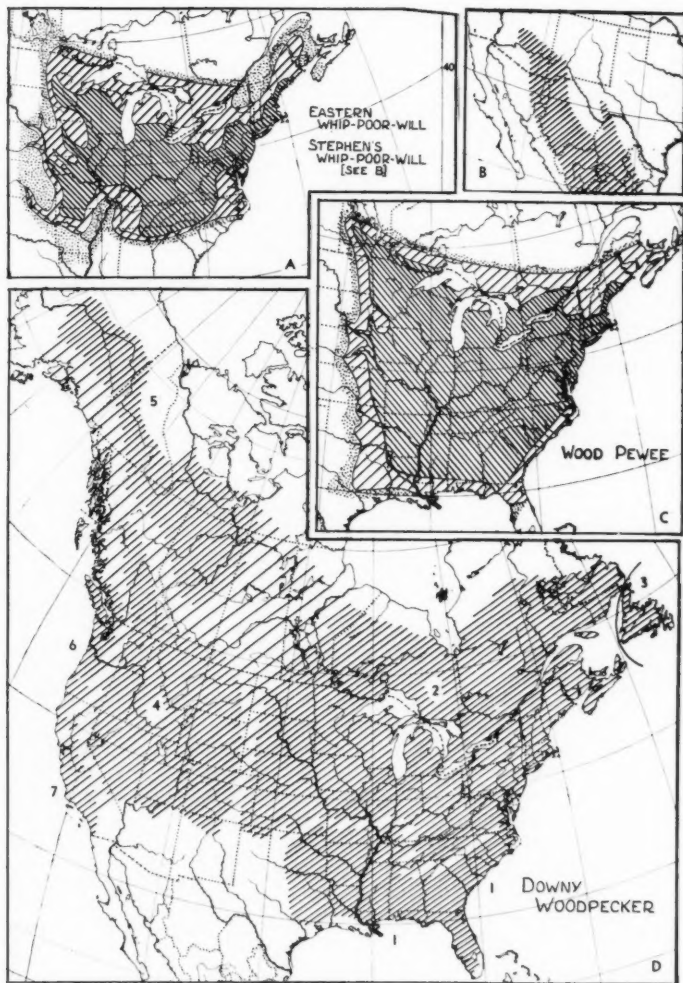 EASTERN
WHIP-POOR-WILL
STEPHEN'S
WHIP-POOR-WILL
[SEE B]
40
A
B
WOOD PEWEE
C
5
3
6
4
2
7
1
1
DOWNY
WOODPECKER
D